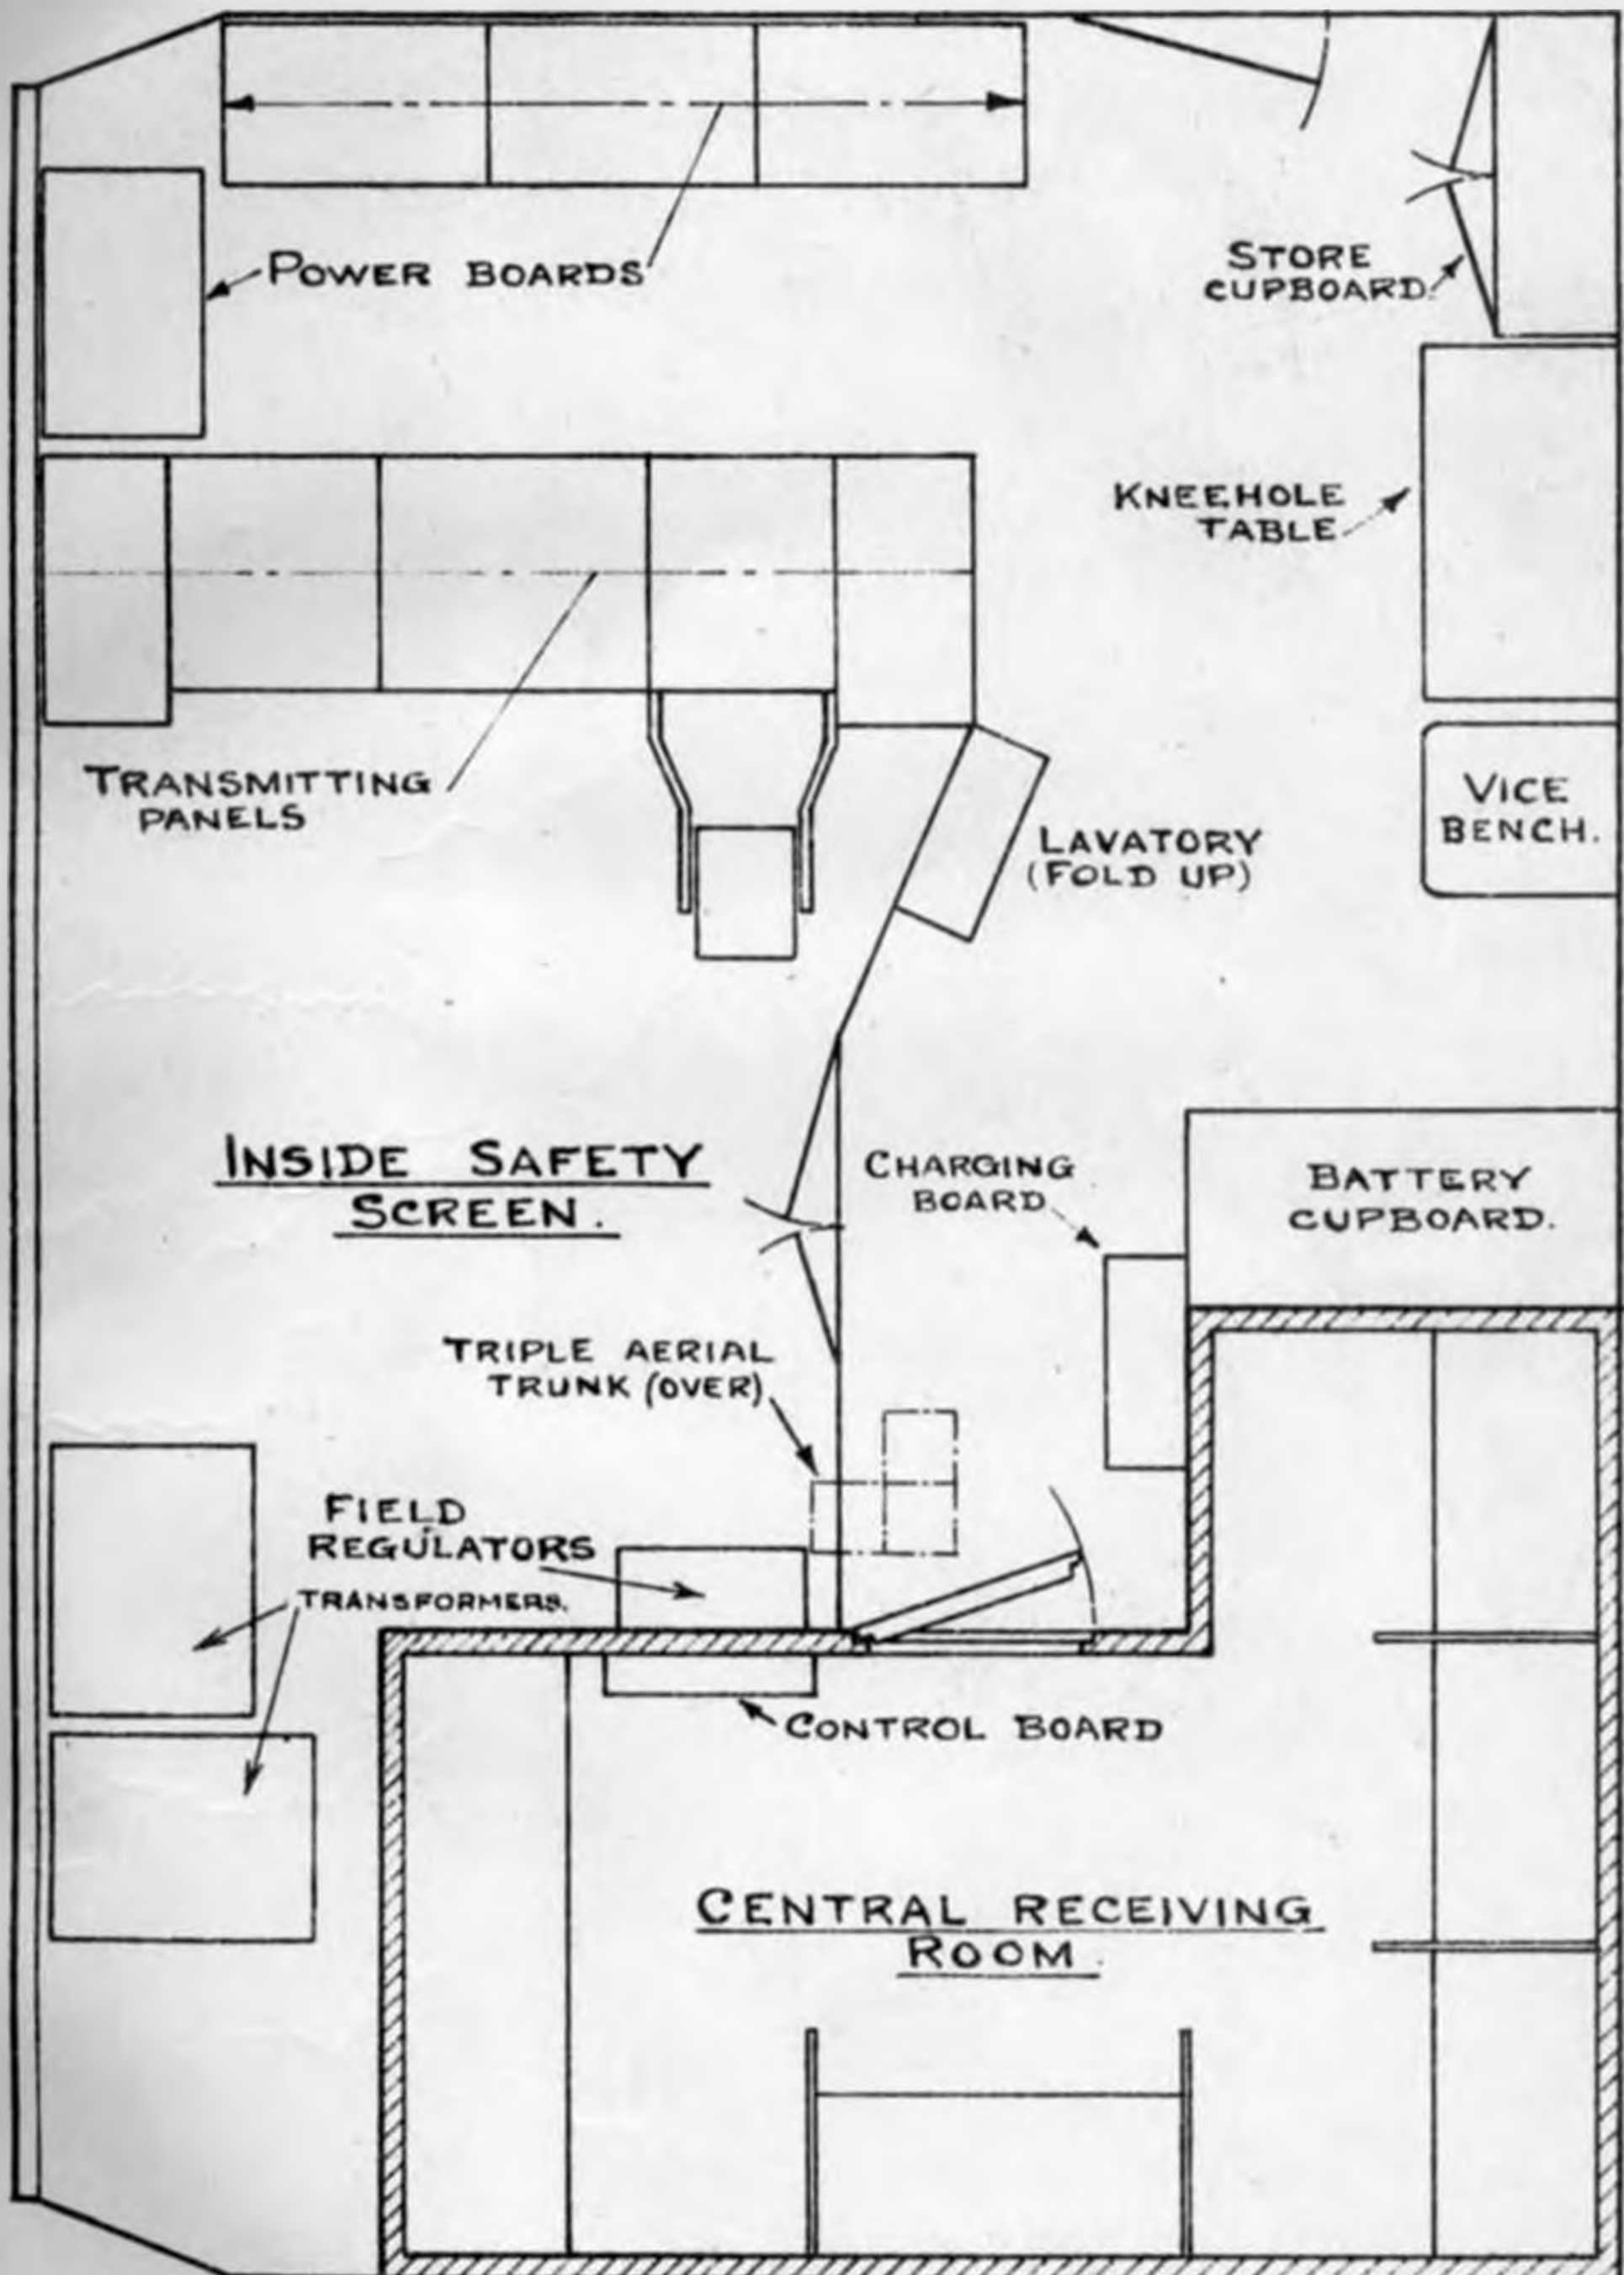 POWER BOARDS
STORE
CUPBOARD.
KNEEHOLE
TABLE.
TRANSMITTING
PANELS
VICE
BENCH.
LAVATORY
(FOLD UP)
INSIDE SAFETY
SCREEN.
CHARGING
BOARD.
BATTERY
CUPBOARD.
TRIPLE AERIAL
TRUNK (OVER)
FIELD
REGULATORS
TRANSFORMERS.
CONTROL BOARD
CENTRAL RECEIVING
ROOM.